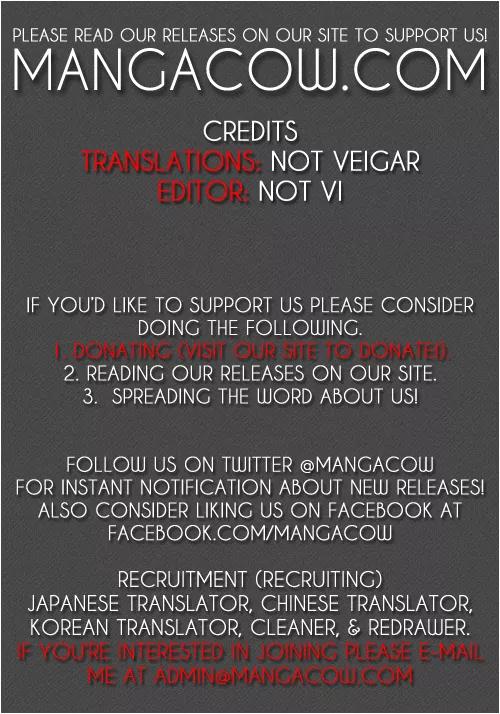 PLEASE READ OUR RELEASES ON OUR SITE TO SUPPORT US!
MANGACOW.COM
CREDITS
TRANSLATIONS: NOT VEIGAR
EDITOR: NOT VI
IF YOU'D LIKE TO SUPPORT US PLEASE CONSIDER
DOING THE FOLLOWING.
1. DONATING (VISIT OUR SITE TO DONATE!).
2. READING OUR RELEASES ON OUR SITE.
3. SPREADING THE WORD ABOUT US!
FOLLOW US ON TWITTER @MANGACOW
FOR INSTANT NOTIFICATION ABOUT NEW RELEASES!
ALSO CONSIDER LIKING US ON FACEBOOK AT
FACEBOOK.COM/MANGACOW
RECRUITMENT (RECRUITING)
JAPANESE TRANSLATOR, CHINESE TRANSLATOR,
KOREAN TRANSLATOR, CLEANER, & REDRAWER.
IF YOU'RE INTERESTED IN JOINING PLEASE E-MAIL
ME AT ADMIN@MANGACOW.COM